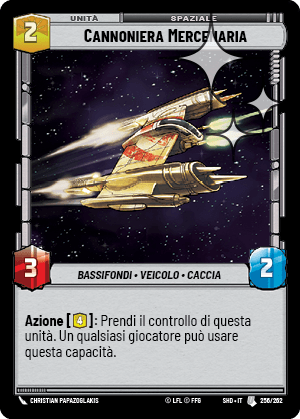 UNITÀ
SPAZIALE
2
CANNONIERA MERCENARIA
3
2
BASSIFONDI • VEICOLO • CACCIA
Azione [4]: Prendi il controllo di questa
unità. Un qualsiasi giocatore può usare
questa capacità.
CHRISTIAN PAPAZOGLAKIS
© LFL © FFG
SHD • IT
256/262